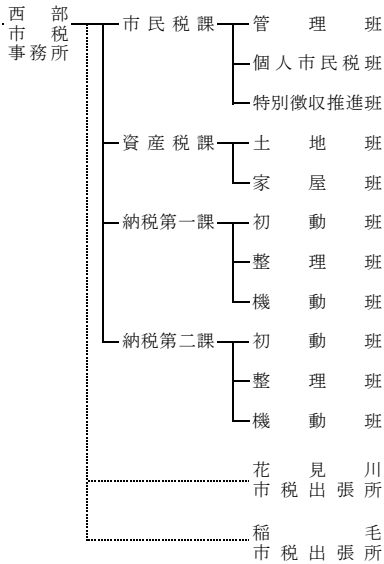 西部
市税
事務所
市民税課
管理班
個人市民税班
特別徴収推進班
資産税課
土地班
家屋班
納税第一課
初動班
整理班
機動班
納税第二課
初動班
整理班
機動班
花見川
市税出張所
稲毛
市税出張所